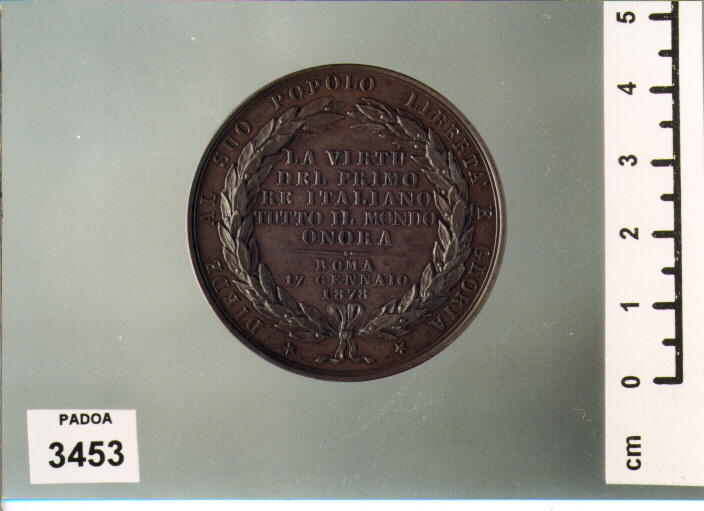 DIEDE AL SUO POPOLO LIBERTÀ E GLORIA
LA VIRTÙ
DEL PRIMO
RE ITALIANO
TUTTO IL MONDO
ONORA
ROMA
17 GENNAIO
1878
PADOA
3453
cm 0 1 2 3 4 5